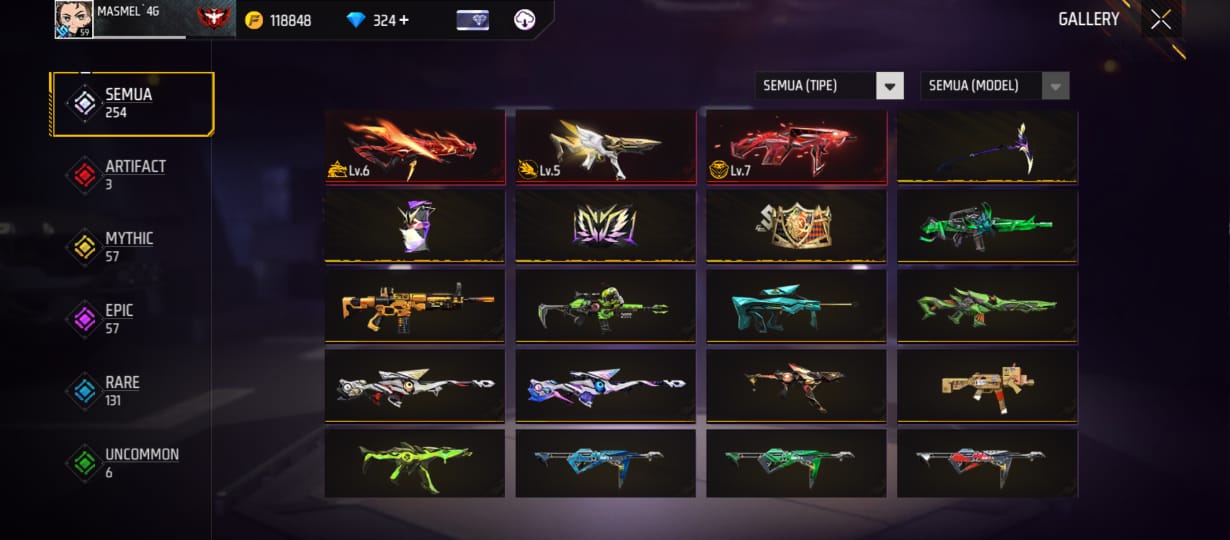 MASMEL`4G
59
118848
324+
GALLERY
SEMUA
254
SEMUA (TIPE)
SEMUA (MODEL)
ARTIFACT
3
Lv.6
Lv.5
Lv.7
MYTHIC
57
EPIC
57
RARE
131
UNCOMMON
6